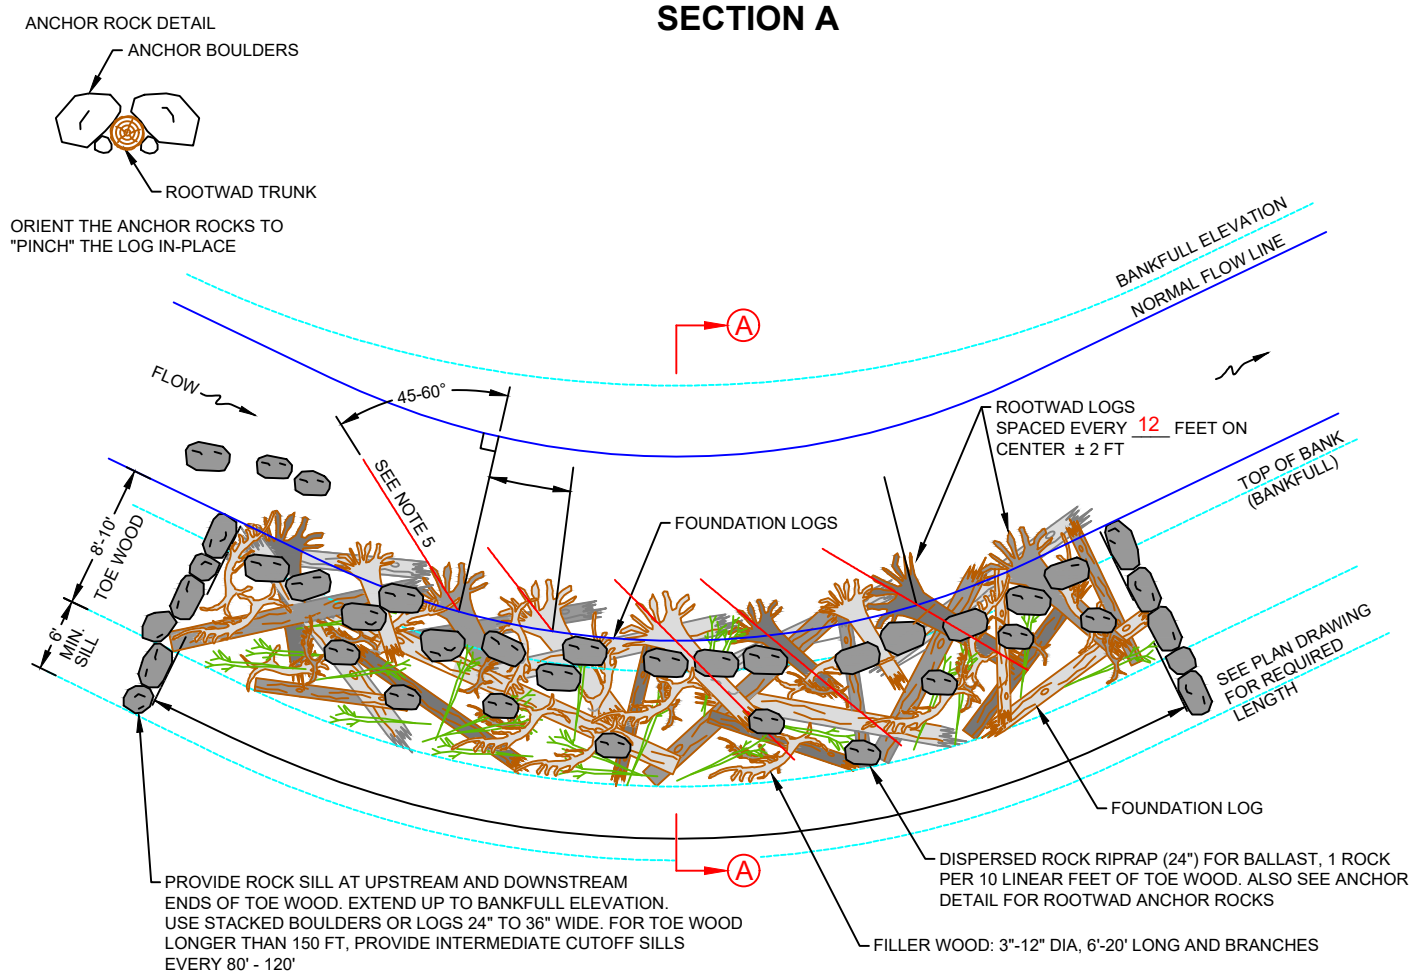 SECTION A
ANCHOR ROCK DETAIL
ANCHOR BOULDERS
ROOTWAD TRUNK
ORIENT THE ANCHOR ROCKS TO
"PINCH" THE LOG IN-PLACE
BANKFULL ELEVATION
NORMAL FLOW LINE
A
FLOW
45-60°
ROOTWAD LOGS
SPACED EVERY 12 FEET ON
CENTER ± 2 FT
TOP OF BANK
(BANKFULL)
SEE NOTE 5
8'-10'
TOE WOOD
FOUNDATION LOGS
6'
MIN.
SILL
SEE PLAN DRAWING
FOR REQUIRED
LENGTH
FOUNDATION LOG
A
DISPERSED ROCK RIPRAP (24") FOR BALLAST, 1 ROCK
PER 10 LINEAR FEET OF TOE WOOD. ALSO SEE ANCHOR
DETAIL FOR ROOTWAD ANCHOR ROCKS
PROVIDE ROCK SILL AT UPSTREAM AND DOWNSTREAM
ENDS OF TOE WOOD. EXTEND UP TO BANKFULL ELEVATION.
USE STACKED BOULDERS OR LOGS 24" TO 36" WIDE. FOR TOE WOOD
LONGER THAN 150 FT, PROVIDE INTERMEDIATE CUTOFF SILLS
EVERY 80' - 120'
FILLER WOOD: 3"-12" DIA, 6'-20' LONG AND BRANCHES